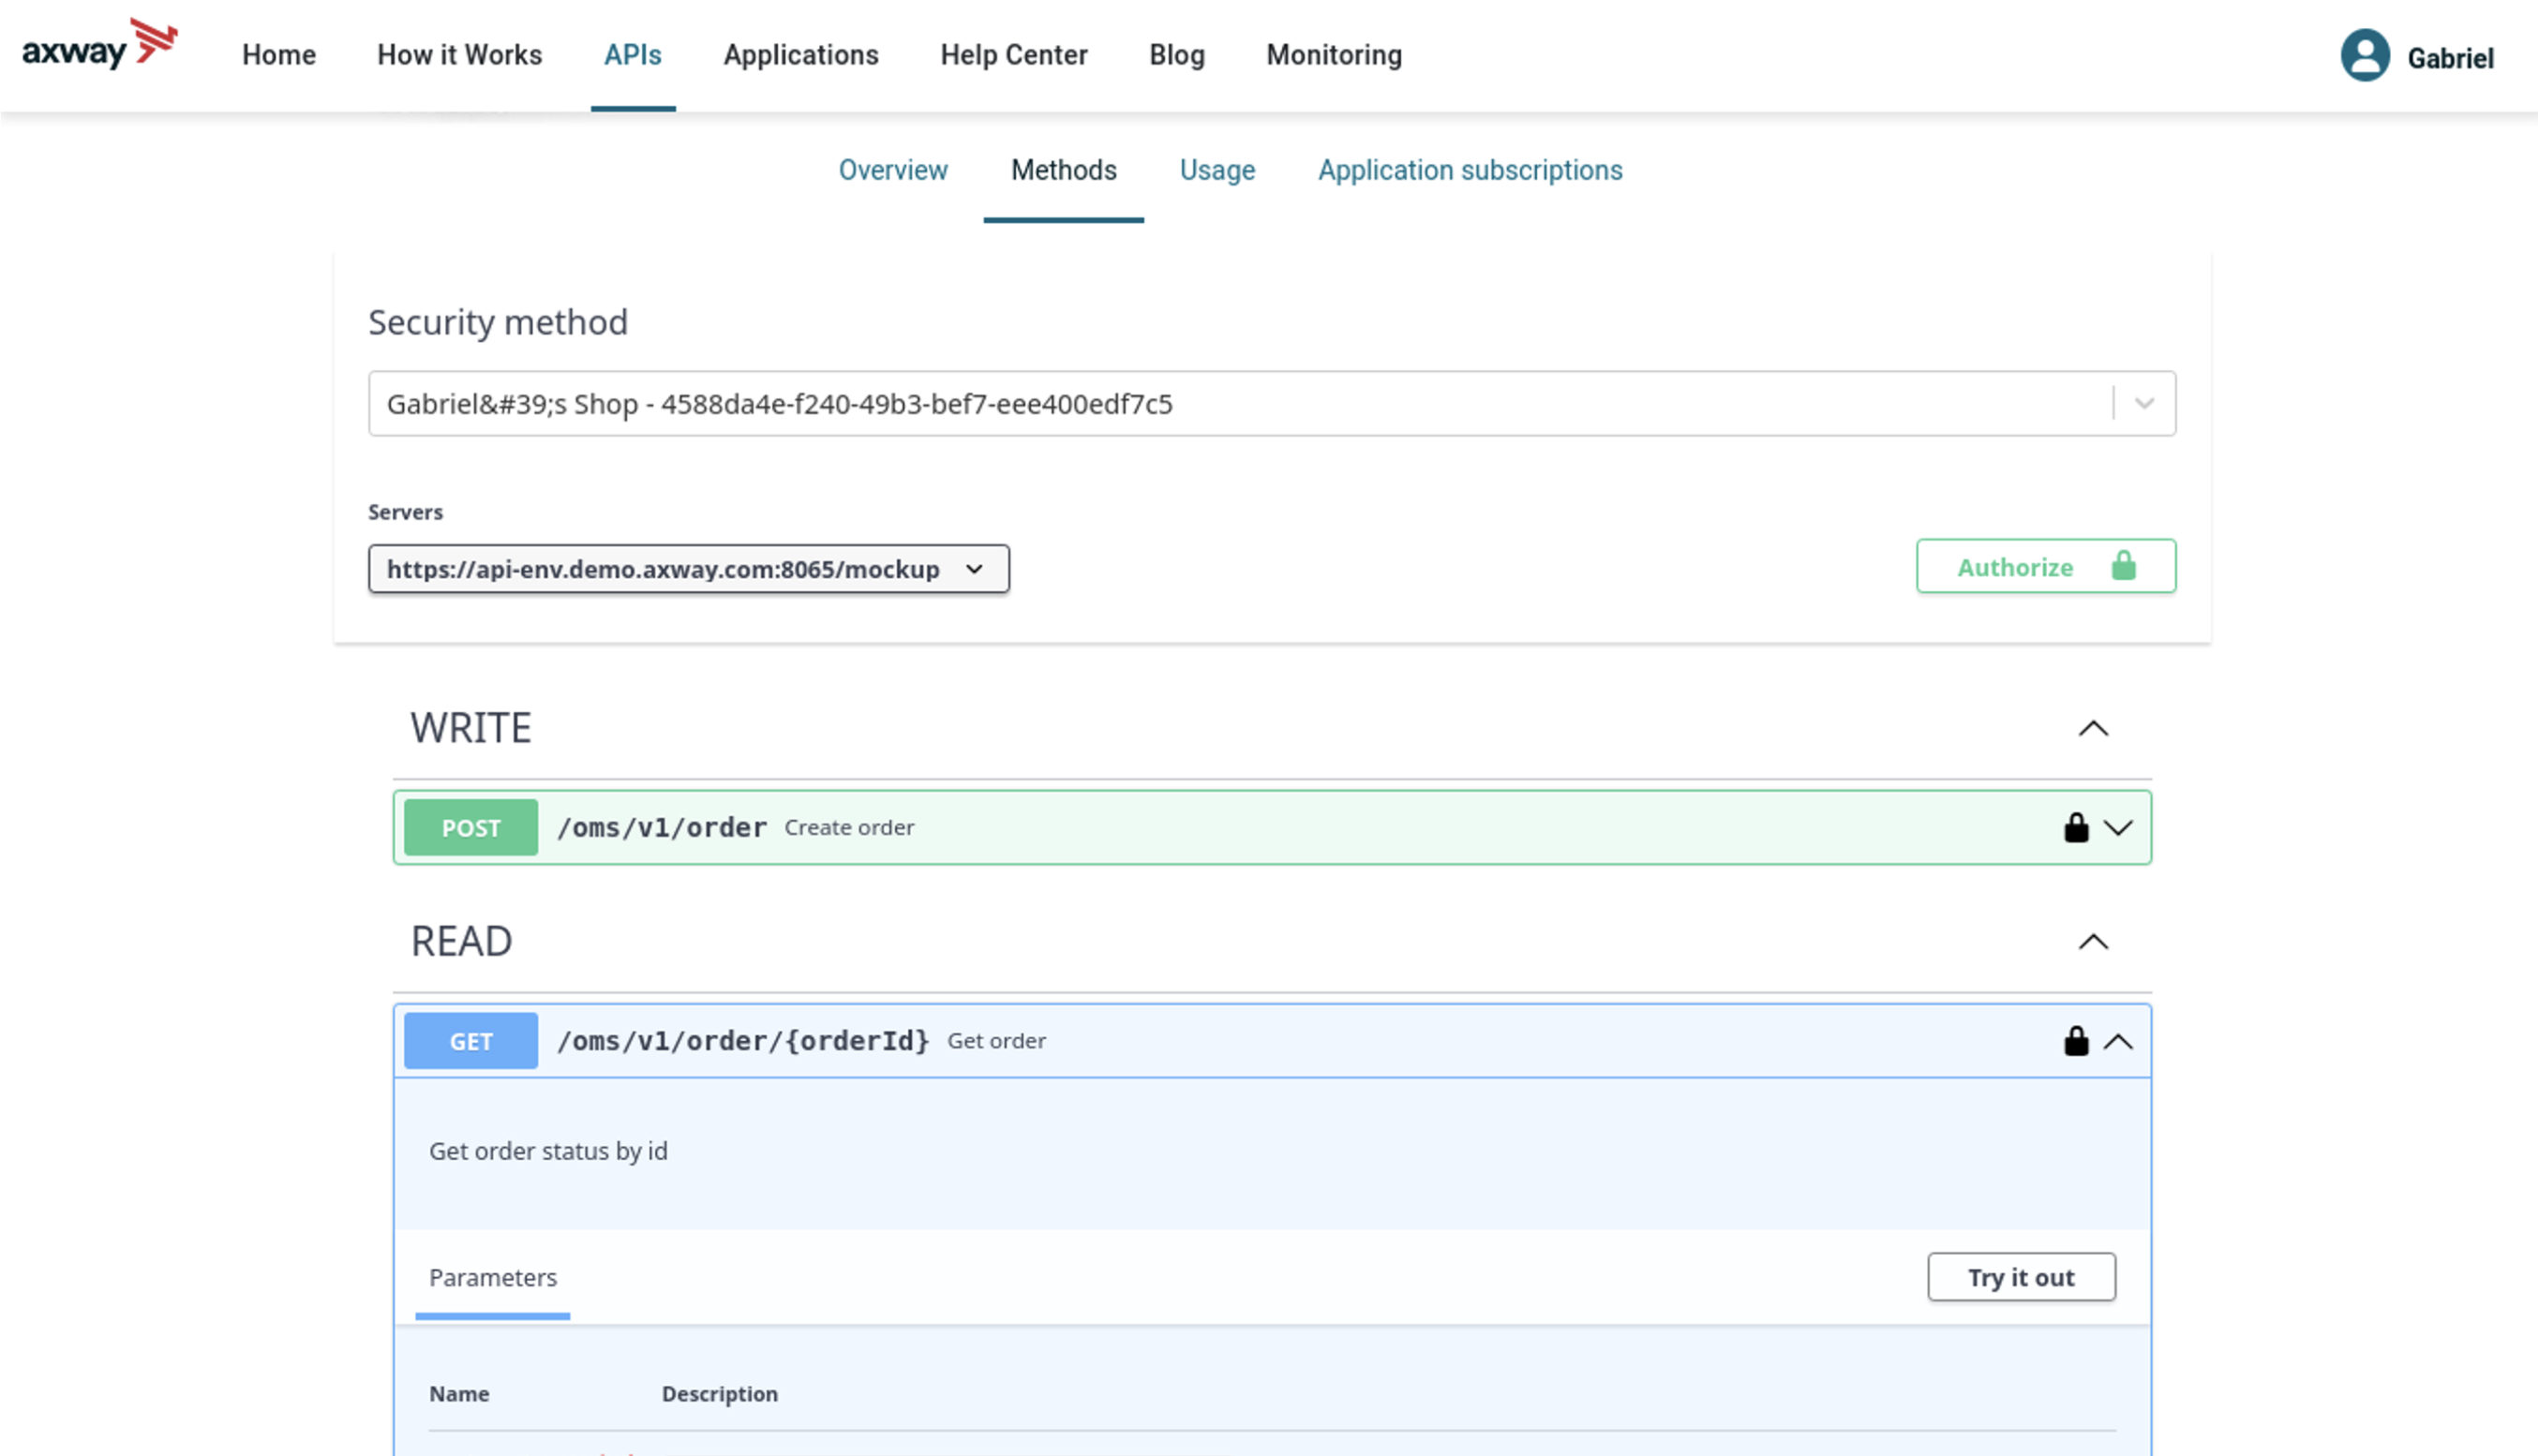 axway Home How it Works APIs Applications Help Center Blog Monitoring Gabriel
Overview Methods Usage Application subscriptions
Security method
Gabriel&#39;s Shop - 4588da4e-f240-49b3-bef7-eee400edf7c5
Servers
https://api-env.demo.axway.com:8065/mockup Authorize
WRITE
POST /oms/v1/order Create order
READ
GET /oms/v1/order/{orderId} Get order
Get order status by id
Parameters Try it out
Name Description